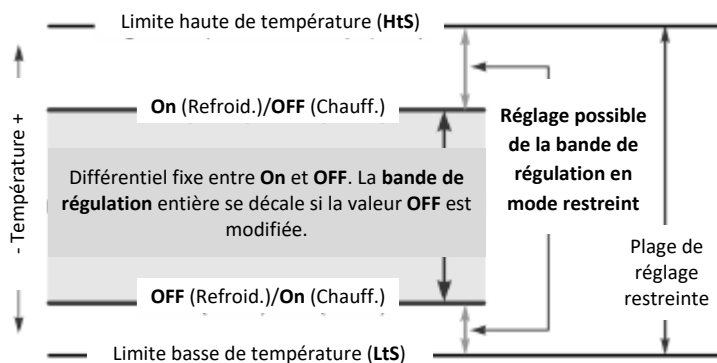 Limite haute de température (HtS)
- Température +
On (Refroid.)/OFF (Chauff.)
Différentiel fixe entre On et OFF. La bande de
régulation entière se décale si la valeur OFF est
modifiée.
OFF (Refroid.)/On (Chauff.)
Limite basse de température (LtS)
Réglage possible
de la bande de
régulation en
mode restreint
Plage de
réglage
restreinte